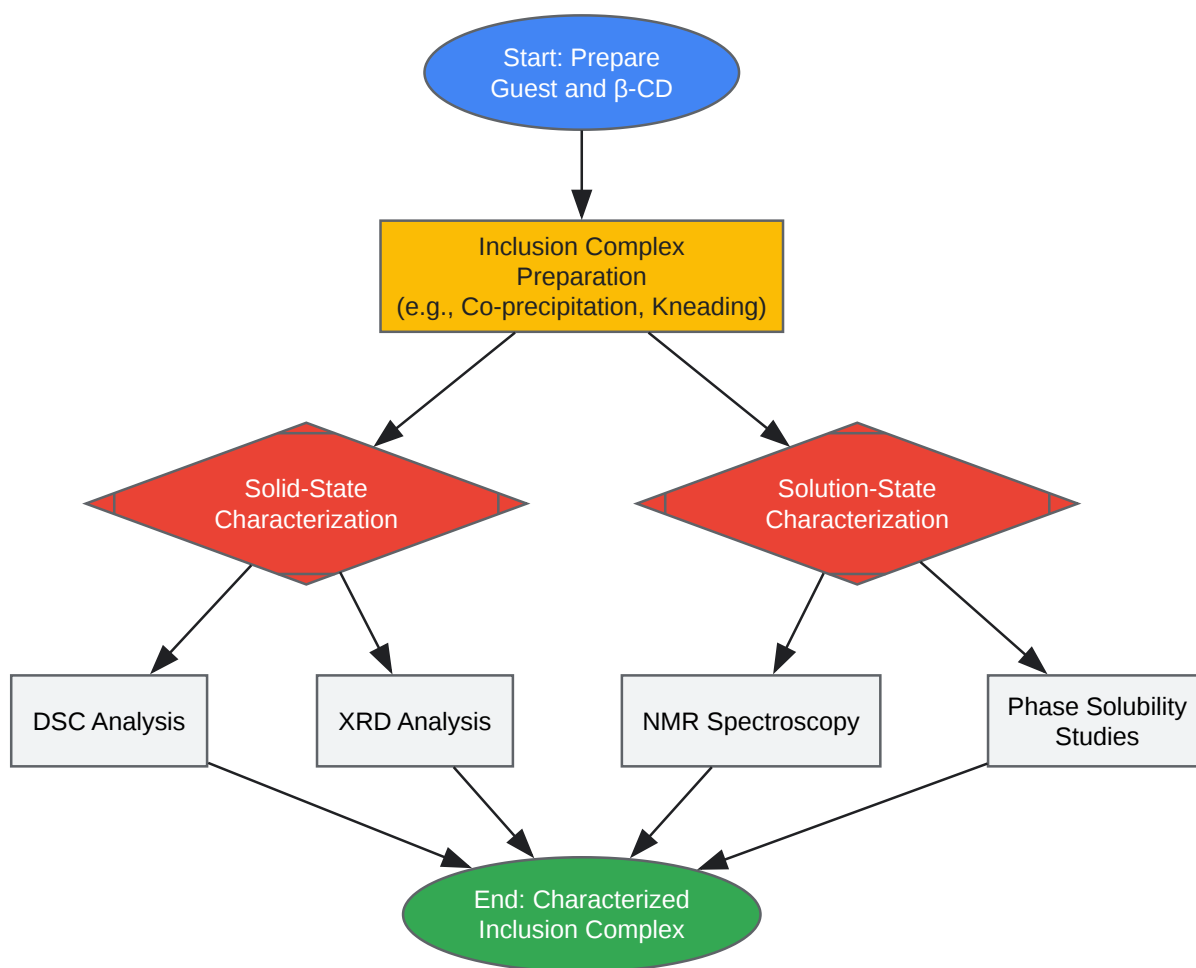 Start: Prepare
Guest and β-CD
Inclusion Complex
Preparation
(e.g., Co-precipitation, Kneading)
Solid-State
Characterization
Solution-State
Characterization
DSC Analysis
XRD Analysis
NMR Spectroscopy
Phase Solubility
Studies
End: Characterized
Inclusion Complex